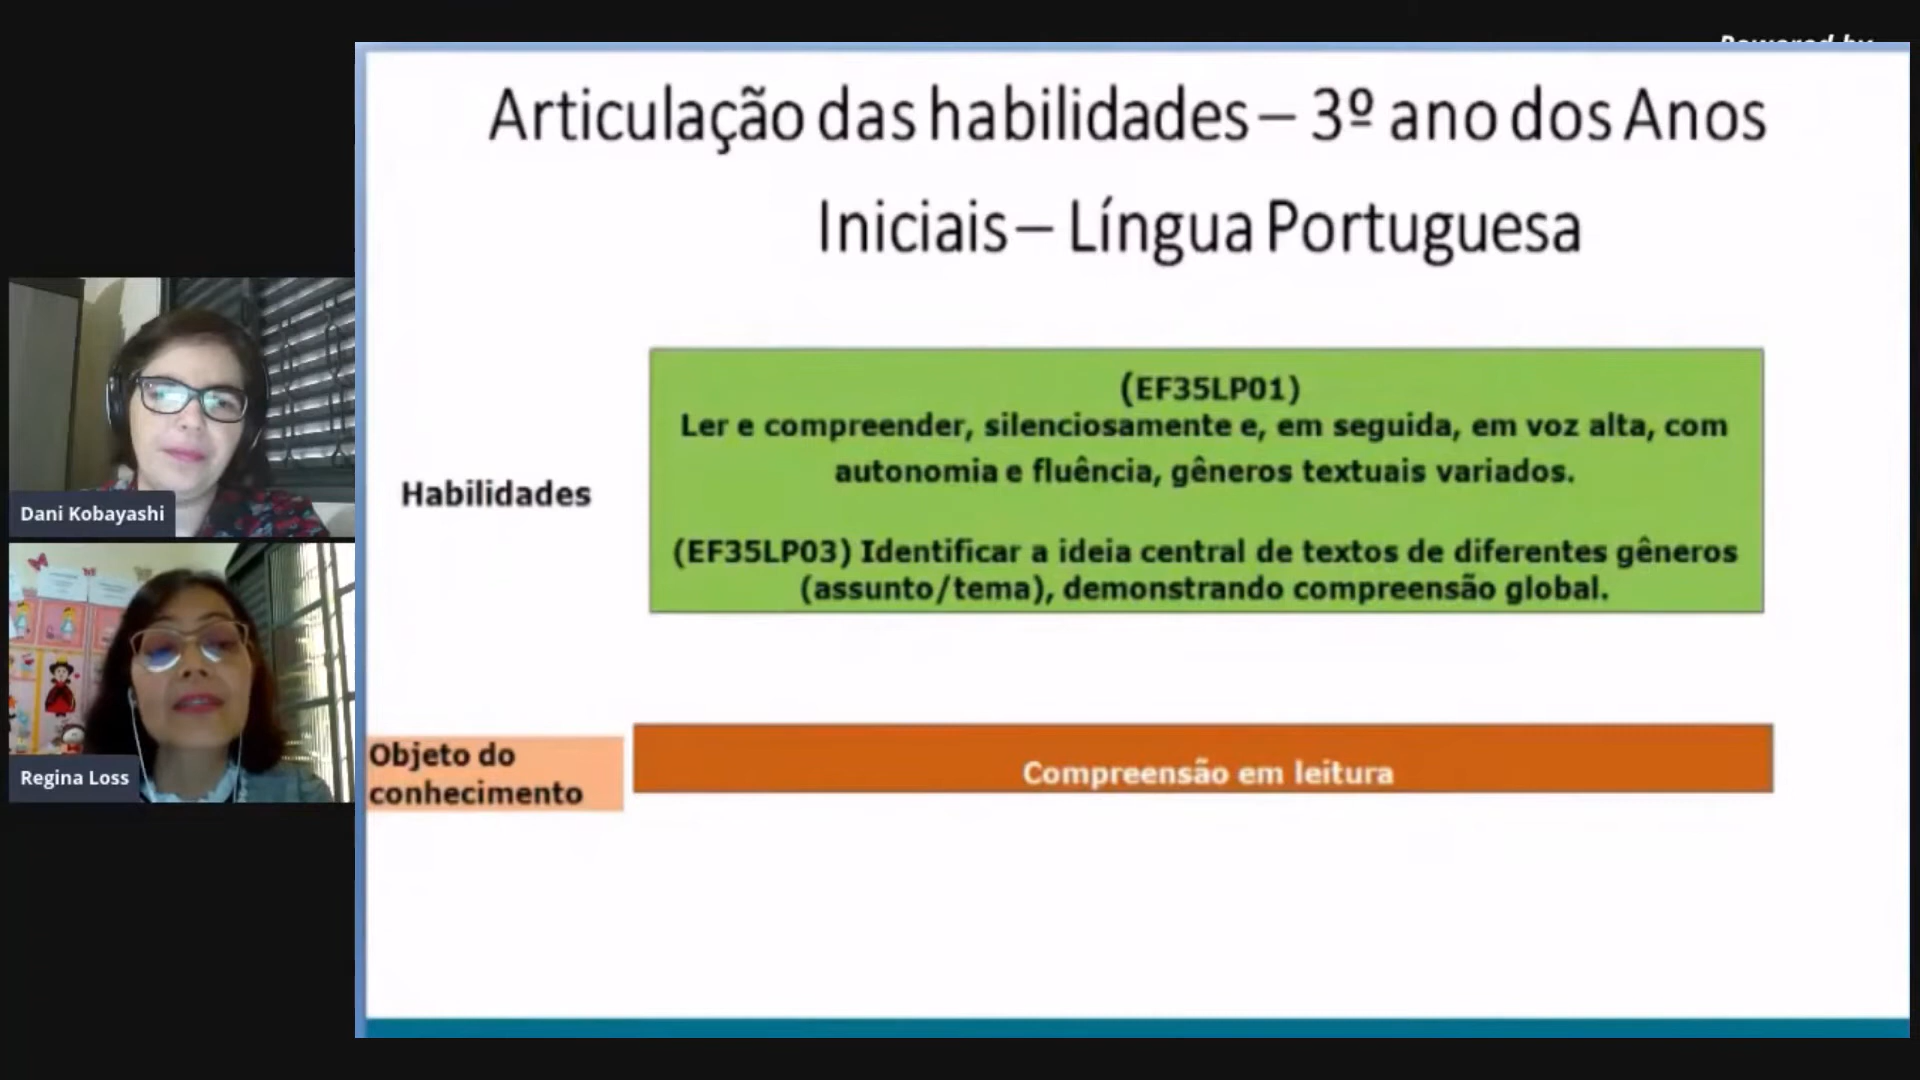 Powered by
Articulação das habilidades – 3º ano dos Anos
Iniciais – Língua Portuguesa
Habilidades
(EF35LP01)
Ler e compreender, silenciosamente e, em seguida, em voz alta, com
autonomia e fluência, gêneros textuais variados.
(EF35LP03) Identificar a ideia central de textos de diferentes gêneros
(assunto/tema), demonstrando compreensão global.
Dani Kobayashi
Regina Loss
Objeto do
conhecimento
Compreensão em leitura